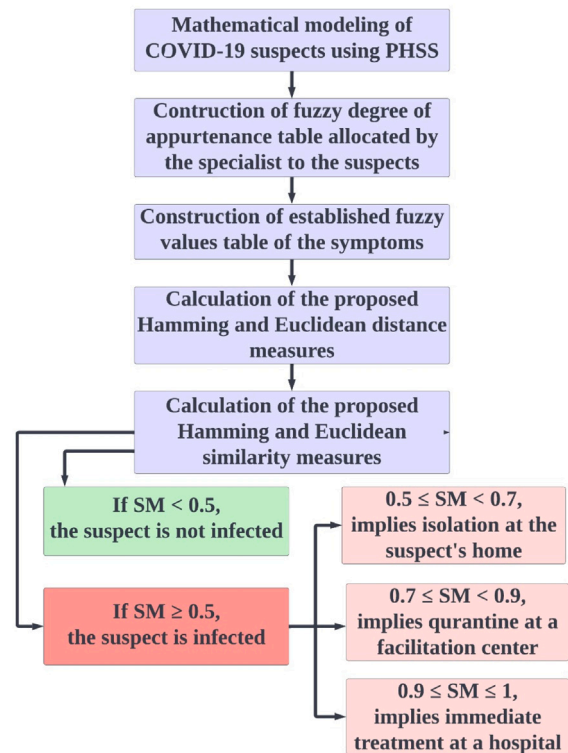 Mathematical modeling of
COVID-19 suspects using PHSS
Contruction of fuzzy degree of
appurtenance table allocated by
the specialist to the suspects
Construction of established fuzzy
values table of the symptoms
Calculation of the proposed
Hamming and Euclidean distance
measures
Calculation of the proposed
Hamming and Euclidean
similarity measures
If SM < 0.5,
the suspect is not infected
If SM ≥ 0.5,
the suspect is infected
0.5 ≤ SM < 0.7,
implies isolation at the
suspect's home
0.7 ≤ SM < 0.9,
implies qurantine at a
facilitation center
0.9 ≤ SM ≤ 1,
implies immediate
treatment at a hospital